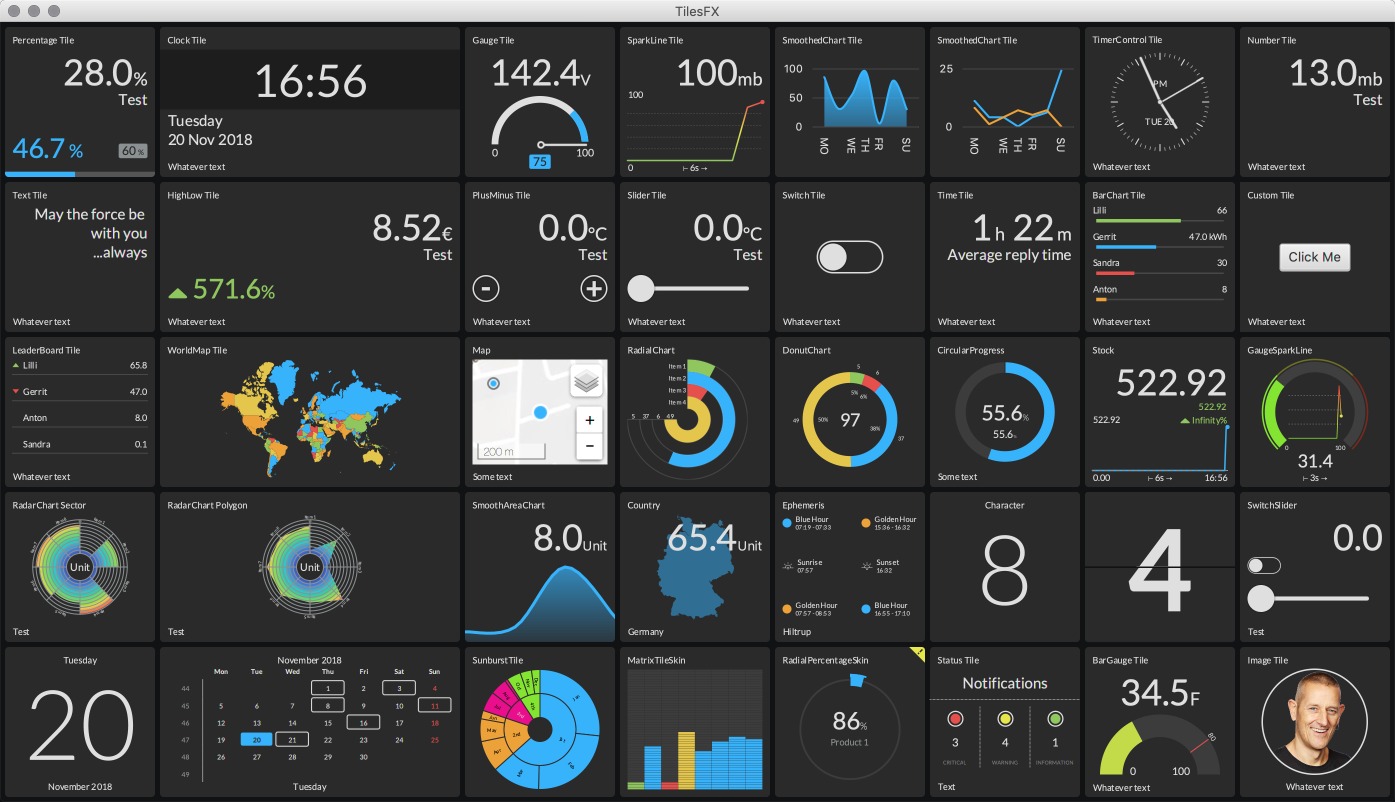 TilesFX
Percentage Tile
28.0%
Test
46.7 %
60 %
Clock Tile
16:56
Tuesday
20 Nov 2018
Whatever text
Gauge Tile
142.4V
0
100
75
SparkLine Tile
100mb
100
0
⊢ 6s →
SmoothedChart Tile
100
50
0
MO
WE
TH
FR
SU
SmoothedChart Tile
25
0
MO
WE
TH
FR
SU
TimerControl Tile
PM
TUE 20
Whatever text
Number Tile
13.0mb
Test
Whatever text
Text Tile
May the force be
with you
...always
Whatever text
HighLow Tile
8.52€
Test
571.6%
Whatever text
PlusMinus Tile
0.0°C
Test
-
+
Whatever text
Slider Tile
0.0°C
Test
Whatever text
Switch Tile
Whatever text
Time Tile
1h 22m
Average reply time
Whatever text
BarChart Tile
Lilli 66
Gerrit 47.0 kWh
Sandra 30
Anton 8
Whatever text
Custom Tile
Click Me
Whatever text
LeaderBoard Tile
Lilli 65.8
Gerrit 47.0
Anton 8.0
Sandra 0.1
Whatever text
WorldMap Tile
Map
+
−
200 m
Some text
RadialChart
Item 1
Item 2
Item 3
Item 4
5 37 6 49
DonutChart
5
6
5%
6%
49
50%
97
38%
37
CircularProgress
55.6%
55.6%
Some text
Stock
522.92
522.92
522.92
Infinity%
0.00
⊢ 6s →
16:56
GaugeSparkLine
0
100
31.4
⊢ 3s →
RadarChart Sector
Unit
Test
RadarChart Polygon
Unit
Test
SmoothAreaChart
8.0Unit
Country
65.4Unit
Germany
Ephemeris
Blue Hour
07:19 - 07:33
Golden Hour
15:36 - 16:32
Sunrise
07:57
Sunset
16:32
Golden Hour
07:57 - 08:53
Blue Hour
16:55 - 17:10
Hiltrup
Character
8
4
SwitchSlider
0.0
Test
Tuesday
20
November 2018
November 2018
Mon Tue Wed Thu Fri Sat Sun
44 1 2 3 4
45 5 6 7 8 9 10 11
46 12 13 14 15 16 17 18
47 19 20 21 22 23 24 25
48 26 27 28 29 30
49
Tuesday
Sunburst Tile
MatrixTileSkin
RadialPercentageSkin
86%
Product 1
Status Tile
Notifications
3
4
1
CRITICAL
WARNING
INFORMATION
Text
BarGauge Tile
34.5F
80
0
100
Whatever text
Image Tile
Whatever text